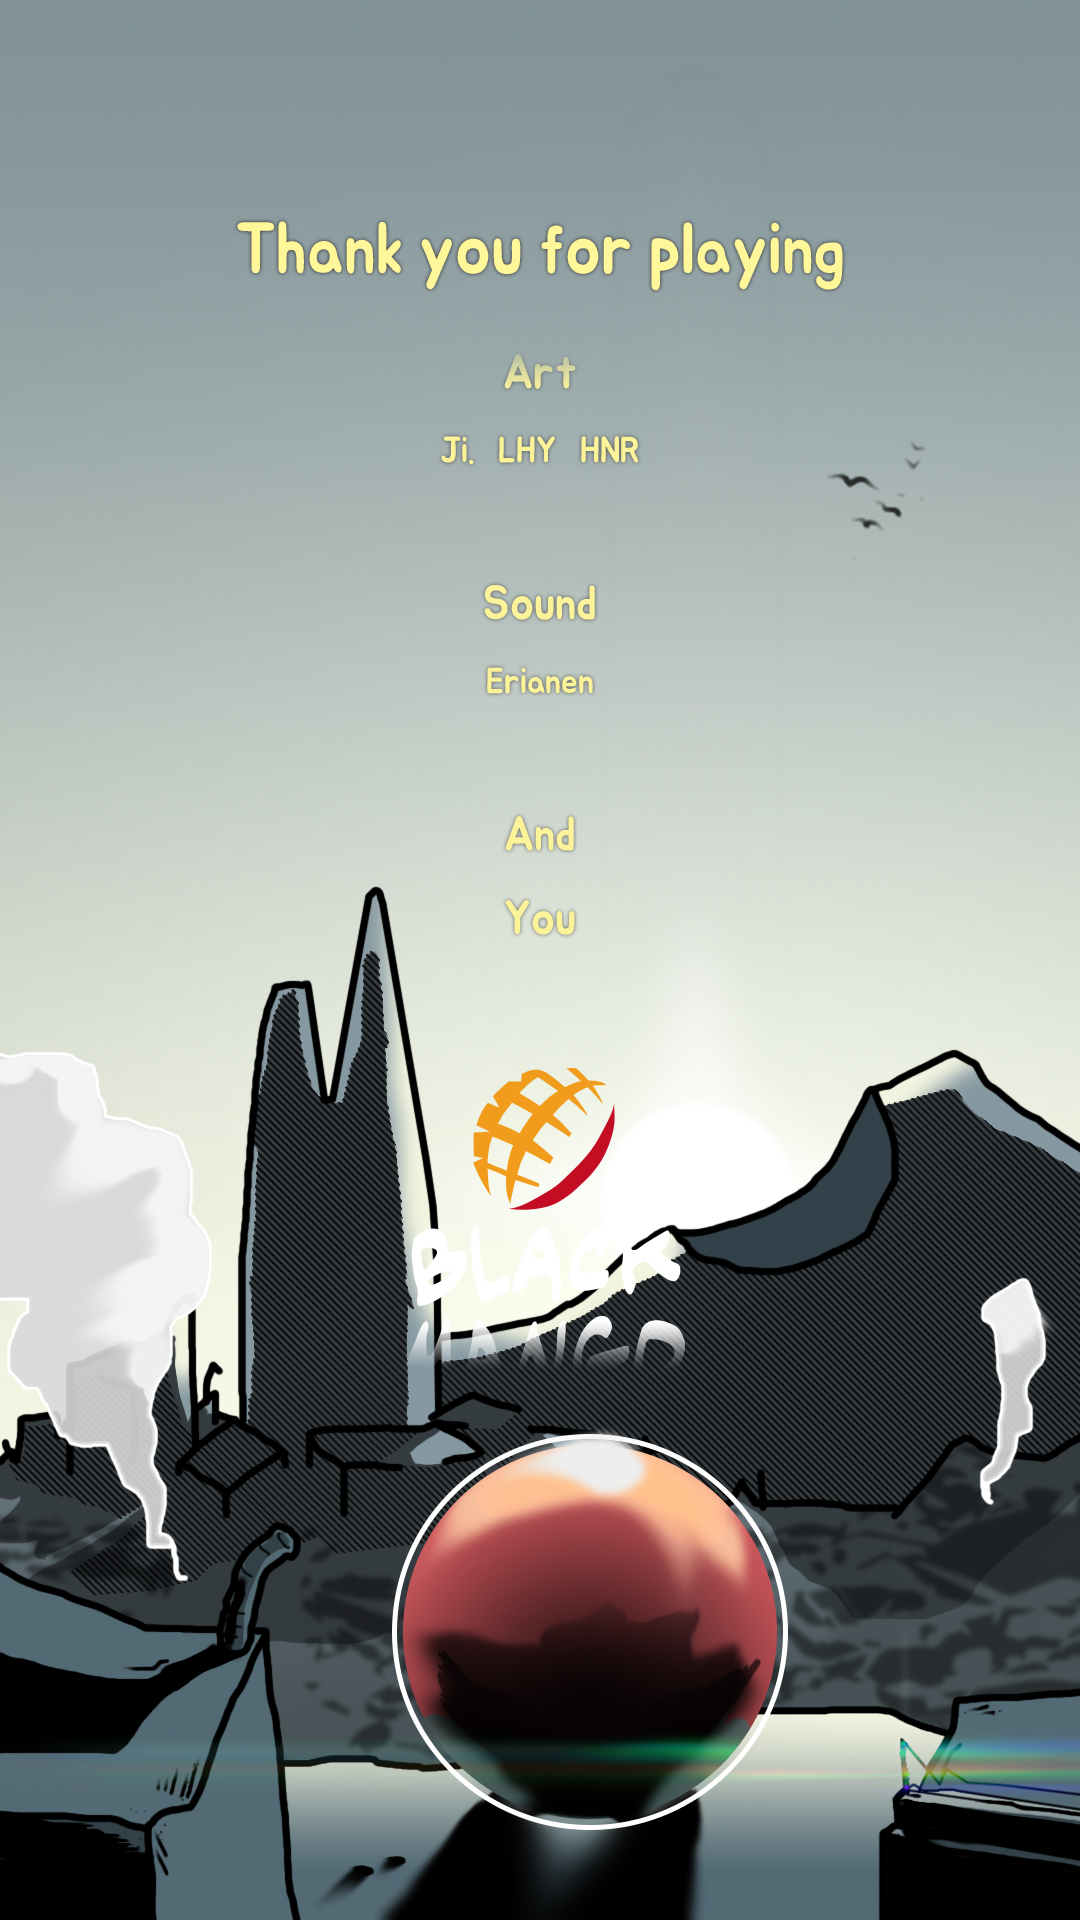 Thank you for playing
Art
Ji. LHY HNR
Sound
Erianen
And
You
BLACK